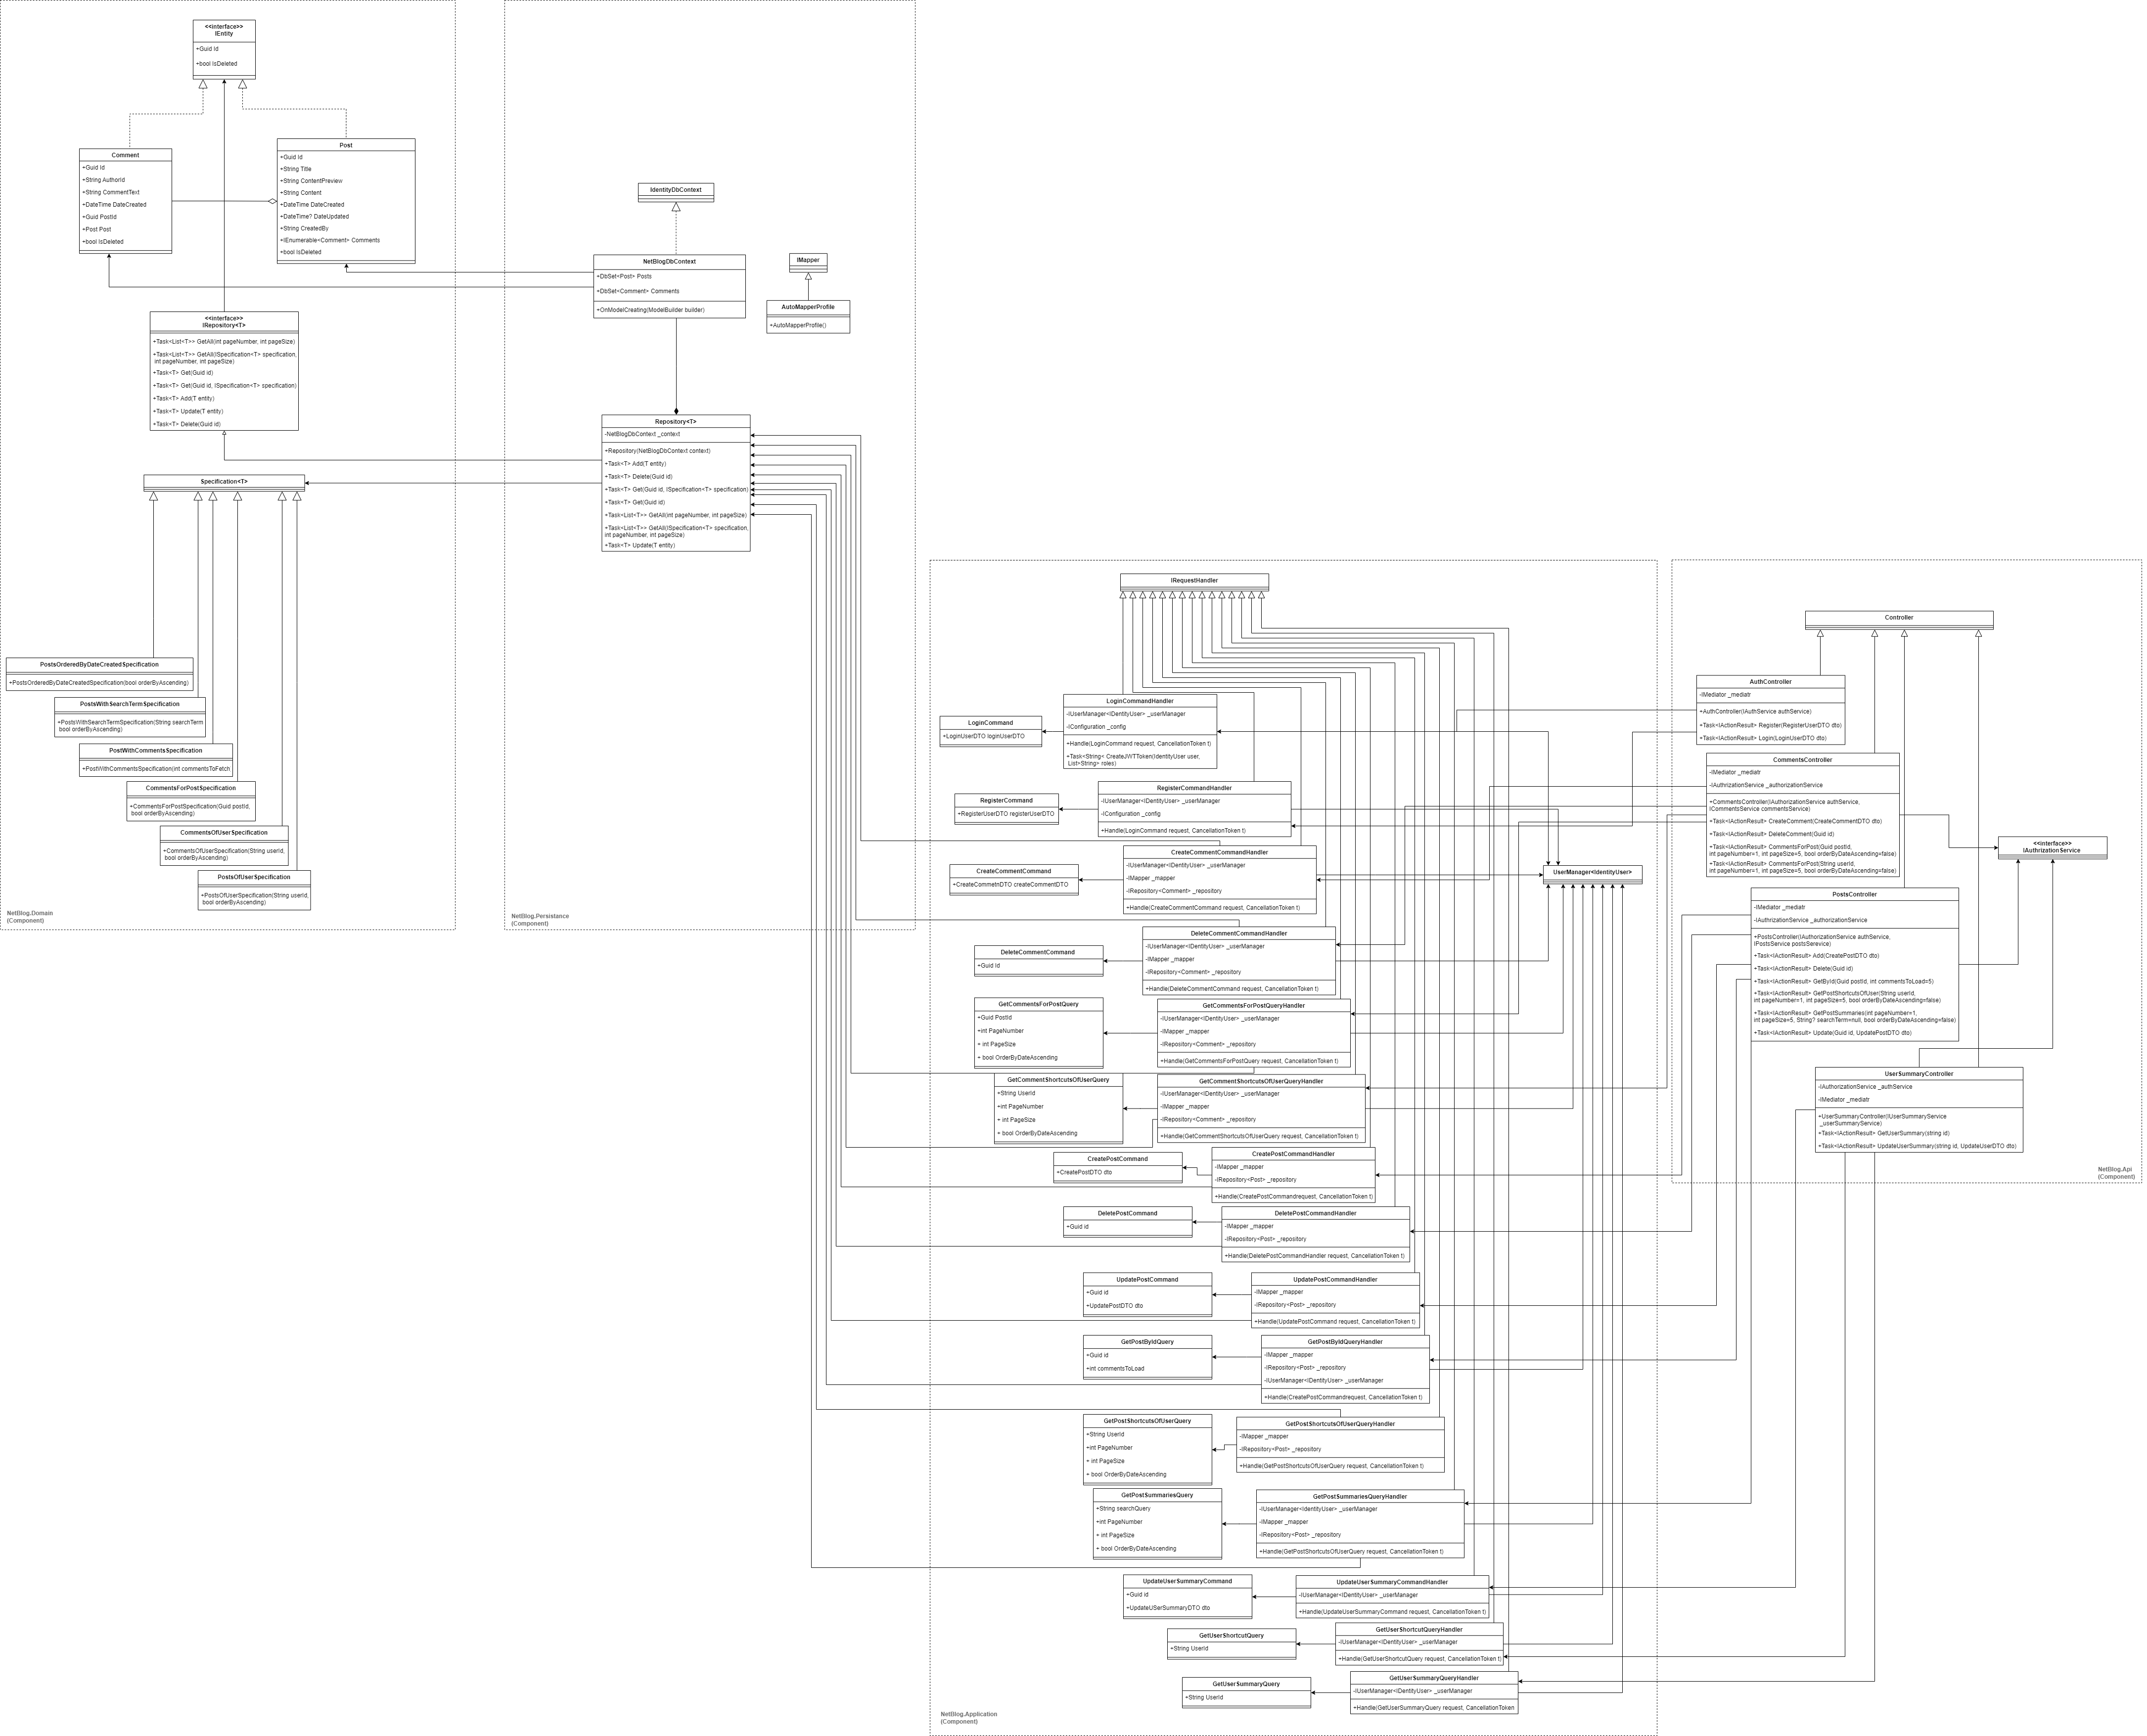 <<interface>>
IEntity
+Guid Id
+bool IsDeleted
Comment
+Guid Id
+String AuthorId
+String CommentText
+DateTime DateCreated
+Guid PostId
+Post Post
+bool IsDeleted
Post
+Guid Id
+String Title
+String ContentPreview
+String Content
+DateTime DateCreated
+DateTime? DateUpdated
+String CreatedBy
+IEnumerable<Comment> Comments
+bool IsDeleted
<<interface>>
IRepository<T>
+Task<List<T>> GetAll(int pageNumber, int pageSize)
+Task<List<T>> GetAll(ISpecification<T> specification,
int pageNumber, int pageSize)
+Task<T> Get(Guid id)
+Task<T> Get(Guid id, ISpecification<T> specification)
+Task<T> Add(T entity)
+Task<T> Update(T entity)
+Task<T> Delete(Guid id)
Specification<T>
PostsOrderedByDateCreatedSpecification
+PostsOrderedByDateCreatedSpecification(bool orderByAscending)
PostsWithSearchTermSpecification
+PostsWithSearchTermSpecification(String searchTerm
bool orderByAscending)
PostWithCommentsSpecification
+PostWithCommentsSpecification(int commentsToFetch)
CommentsForPostSpecification
+CommentsForPostSpecification(Guid postId,
bool orderByAscending)
CommentsOfUserSpecification
+CommentsOfUserSpecification(String userId,
bool orderByAscending)
PostsOfUserSpecification
+PostsOfUserSpecification(String userId,
bool orderByAscending)
NetBlog.Domain
(Component)
IdentityDbContext
NetBlogDbContext
+DbSet<Post> Posts
+DbSet<Comment> Comments
+OnModelCreating(ModelBuilder builder)
IMapper
AutoMapperProfile
+AutoMapperProfile()
Repository<T>
-NetBlogDbContext _context
+Repository(NetBlogDbContext context)
+Task<T> Add(T entity)
+Task<T> Delete(Guid id)
+Task<T> Get(Guid id, ISpecification<T> specification)
+Task<T> Get(Guid id)
+Task<List<T>> GetAll(int pageNumber, int pageSize)
+Task<List<T>> GetAll(ISpecification<T> specification,
int pageNumber, int pageSize)
+Task<T> Update(T entity)
NetBlog.Persistance
(Component)
IRequestHandler
LoginCommand
+LoginUserDTO loginUserDTO
LoginCommandHandler
-IUserManager<IDentityUser> _userManager
-IConfiguration _config
+Handle(LoginCommand request, CancellationToken t)
+Task<String< CreateJWTToken(IdentityUser user,
List>String> roles)
RegisterCommand
+RegisterUserDTO registerUserDTO
RegisterCommandHandler
-IUserManager<IDentityUser> _userManager
-IConfiguration _config
+Handle(LoginCommand request, CancellationToken t)
CreateCommentCommand
+CreateCommetnDTO createCommentDTO
CreateCommentCommandHandler
-IUserManager<IDentityUser> _userManager
-IMapper _mapper
-IRepository<Comment> _repository
+Handle(CreateCommentCommand request, CancellationToken t)
UserManager<IdentityUser>
DeleteCommentCommand
+Guid Id
DeleteCommentCommandHandler
-IUserManager<IDentityUser> _userManager
-IMapper _mapper
-IRepository<Comment> _repository
+Handle(DeleteCommentCommand request, CancellationToken t)
GetCommentsForPostQuery
+Guid PostId
+int PageNumber
+ int PageSize
+ bool OrderByDateAscending
GetCommentsForPostQueryHandler
-IUserManager<IDentityUser> _userManager
-IMapper _mapper
-IRepository<Comment> _repository
+Handle(GetCommentsForPostQuery request, CancellationToken t)
GetCommentShortcutsOfUserQuery
+String UserId
+int PageNumber
+ int PageSize
+ bool OrderByDateAscending
GetCommentShortcutsOfUserQueryHandler
-IUserManager<IDentityUser> _userManager
-IMapper _mapper
-IRepository<Comment> _repository
+Handle(GetCommentShortcutsOfUserQuery request, CancellationToken t)
CreatePostCommand
+CreatePostDTO dto
CreatePostCommandHandler
-IMapper _mapper
-IRepository<Post> _repository
+Handle(CreatePostCommandrequest, CancellationToken t)
DeletePostCommand
+Guid id
DeletePostCommandHandler
-IMapper _mapper
-IRepository<Post> _repository
+Handle(DeletePostCommandHandler request, CancellationToken t)
UpdatePostCommand
+Guid id
+UpdatePostDTO dto
UpdatePostCommandHandler
-IMapper _mapper
-IRepository<Post> _repository
+Handle(UpdatePostCommand request, CancellationToken t)
GetPostByIdQuery
+Guid id
+int commentsToLoad
GetPostByIdQueryHandler
-IMapper _mapper
-IRepository<Post> _repository
-IUserManager<IDentityUser> _userManager
+Handle(CreatePostCommandrequest, CancellationToken t)
GetPostShortcutsOfUserQuery
+String UserId
+int PageNumber
+ int PageSize
+ bool OrderByDateAscending
GetPostShortcutsOfUserQueryHandler
-IMapper _mapper
-IRepository<Post> _repository
+Handle(GetPostShortcutsOfUserQuery request, CancellationToken t)
GetPostSummariesQuery
+String searchQuery
+int PageNumber
+ int PageSize
+ bool OrderByDateAscending
GetPostSummariesQueryHandler
-IUserManager<IDentityUser> _userManager
-IMapper _mapper
-IRepository<Post> _repository
+Handle(GetPostShortcutsOfUserQuery request, CancellationToken t)
UpdateUserSummaryCommand
+Guid id
+UpdateUSerSummaryDTO dto
UpdateUserSummaryCommandHandler
-IUserManager<IDentityUser> _userManager
+Handle(UpdateUserSummaryCommand request, CancellationToken t)
GetUserShortcutQuery
+String UserId
GetUserShortcutQueryHandler
-IUserManager<IDentityUser> _userManager
+Handle(GetUserShortcutQuery request, CancellationToken t)
GetUserSummaryQuery
+String UserId
GetUserSummaryQueryHandler
-IUserManager<IDentityUser> _userManager
+Handle(GetUserSummaryQuery request, CancellationToken
NetBlog.Application
(Component)
Controller
AuthController
-IMediator _mediatr
+AuthController(IAuthService authService)
+Task<IActionResult> Register(RegisterUserDTO dto)
+Task<IActionResult> Login(LoginUserDTO dto)
CommentsController
-IMediator _mediatr
-IAuthrizationService _authorizationService
+CommentsController(IAuthorizationService authService,
ICommentsService commentsService)
+Task<IActionResult> CreateComment(CreateCommentDTO dto)
+Task<IActionResult> DeleteComment(Guid id)
+Task<IActionResult> CommentsForPost(Guid postId,
int pageNumber=1, int pageSize=5, bool orderByDateAscending=false)
+Task<IActionResult> CommentsForPost(String userId,
int pageNumber=1, int pageSize=5, bool orderByDateAscending=false)
<<interface>>
IAuthrizationService
PostsController
-IMediator _mediatr
-IAuthrizationService _authorizationService
+PostsController(IAuthorizationService authService,
IPostsService postsSerevice)
+Task<IActionResult> Add(CreatePostDTO dto)
+Task<IActionResult> Delete(Guid id)
+Task<IActionResult> GetById(Guid postId, int commentsToLoad=5)
+Task<IActionResult> GetPostShortcutsOfUser(String userId,
int pageNumber=1, int pageSize=5, bool orderByDateAscending=false)
+Task<IActionResult> GetPostSummaries(int pageNumber=1,
int pageSize=5, String? searchTerm=null, bool orderByDateAscending=false)
+Task<IActionResult> Update(Guid id, UpdatePostDTO dto)
UserSummaryController
-IAuthorizationService _authService
-IMediator _mediatr
+UserSummaryController(IUserSummaryService
_userSummaryService)
+Task<IActionResult> GetUserSummary(string id)
+Task<IActionResult> UpdateUserSummary(string id, UpdateUserDTO dto)
NetBlog.Api
(Component)